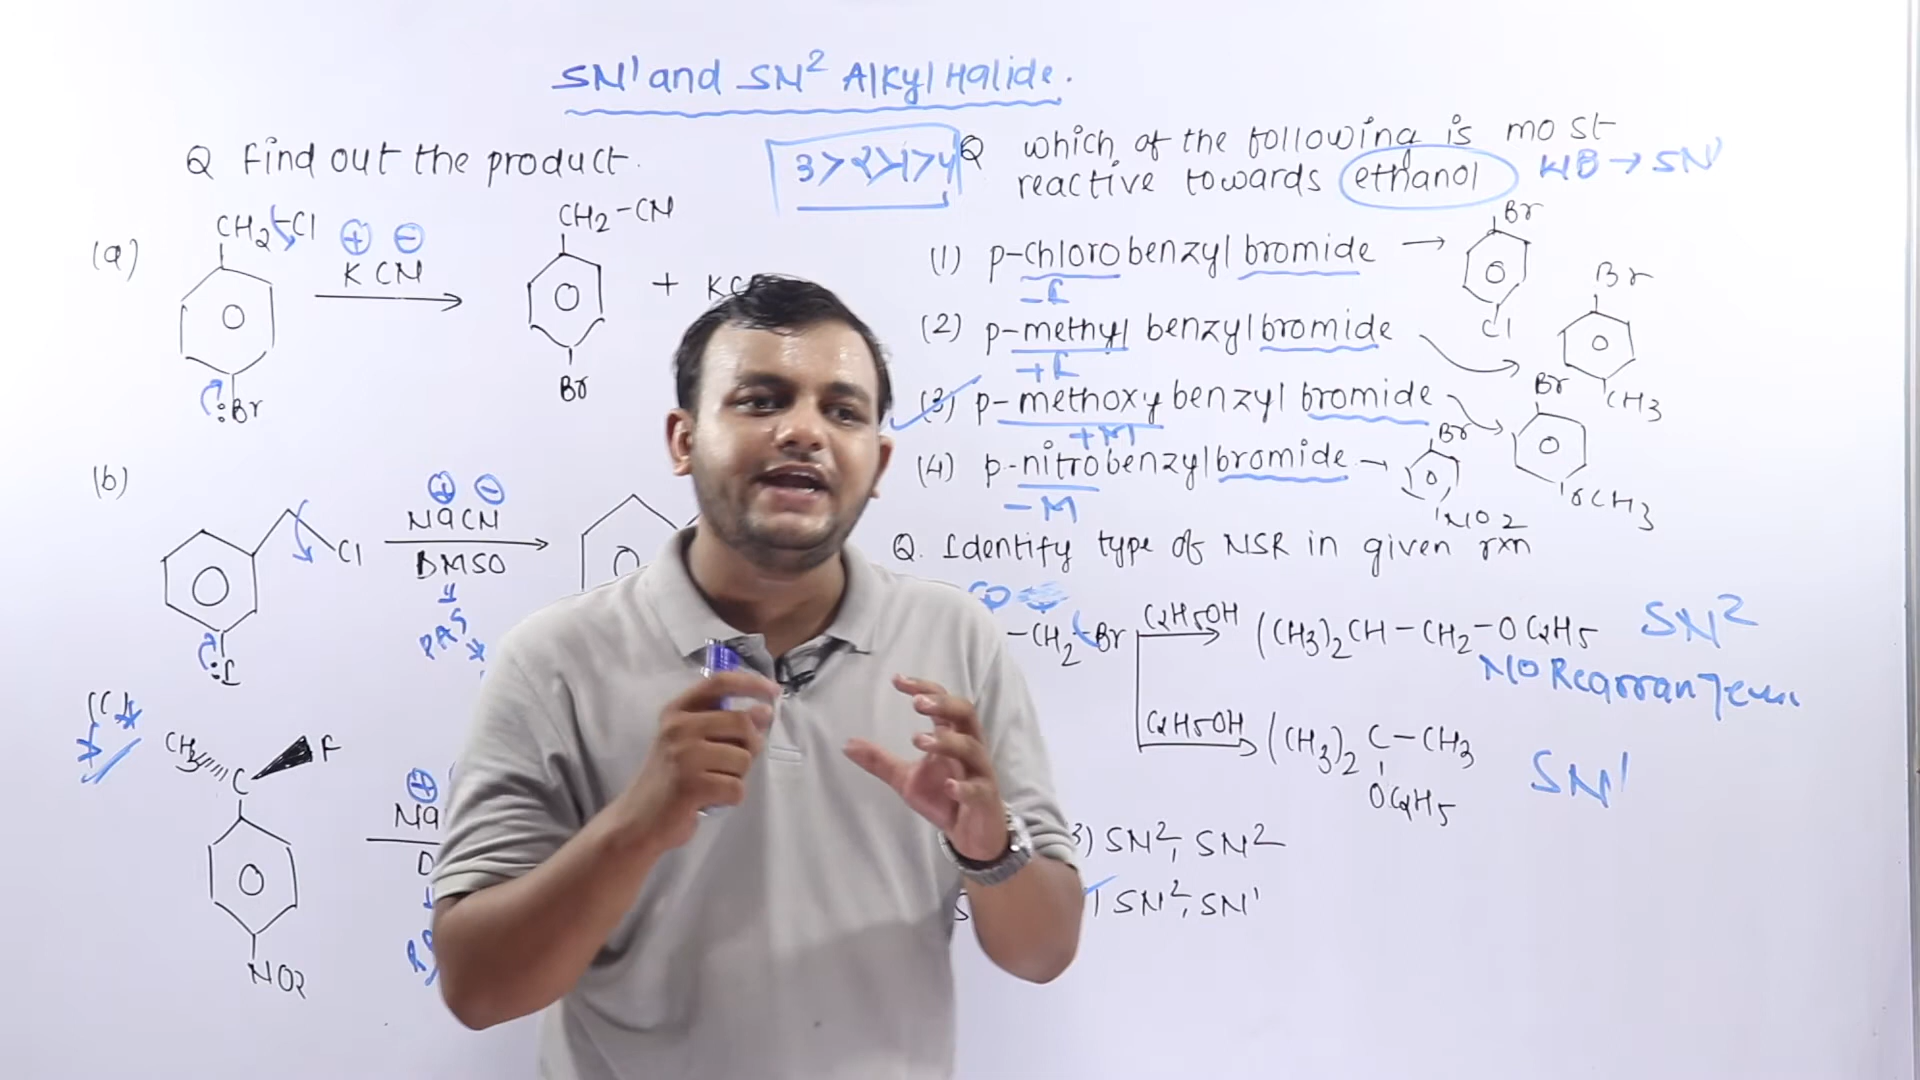 SN¹ and SN² Alkyl Halide.
Q Find out the product.
(a)
CH2-Cl
⊕ ⊖
KCN
CH2-CN
+ KC
:Br
Br
(b)
⊕ ⊖
NaCN
DMSO
PAS
Cl
:I
(C)
CH3
F
C
⊕
Na
D
NO2
3>2>1>4
Q which of the following is most
reactive towards ethanol
(1) p-chlorobenzyl bromide →
-I
Br
Cl
(2) p-methyl benzyl bromide
+I
Br
CH3
(3) p-methoxy benzyl bromide
+M
Br
OCH3
(4) p-nitrobenzyl bromide →
-M
Br
NO2
Q. Identify type of NSR in given rxn
-CH2-Br
C2H5OH
(CH3)2CH-CH2-OC2H5
SN²
C2H5OH
(CH3)2 C-CH3
OC2H5
SN¹
3) SN², SN²
SN², SN¹